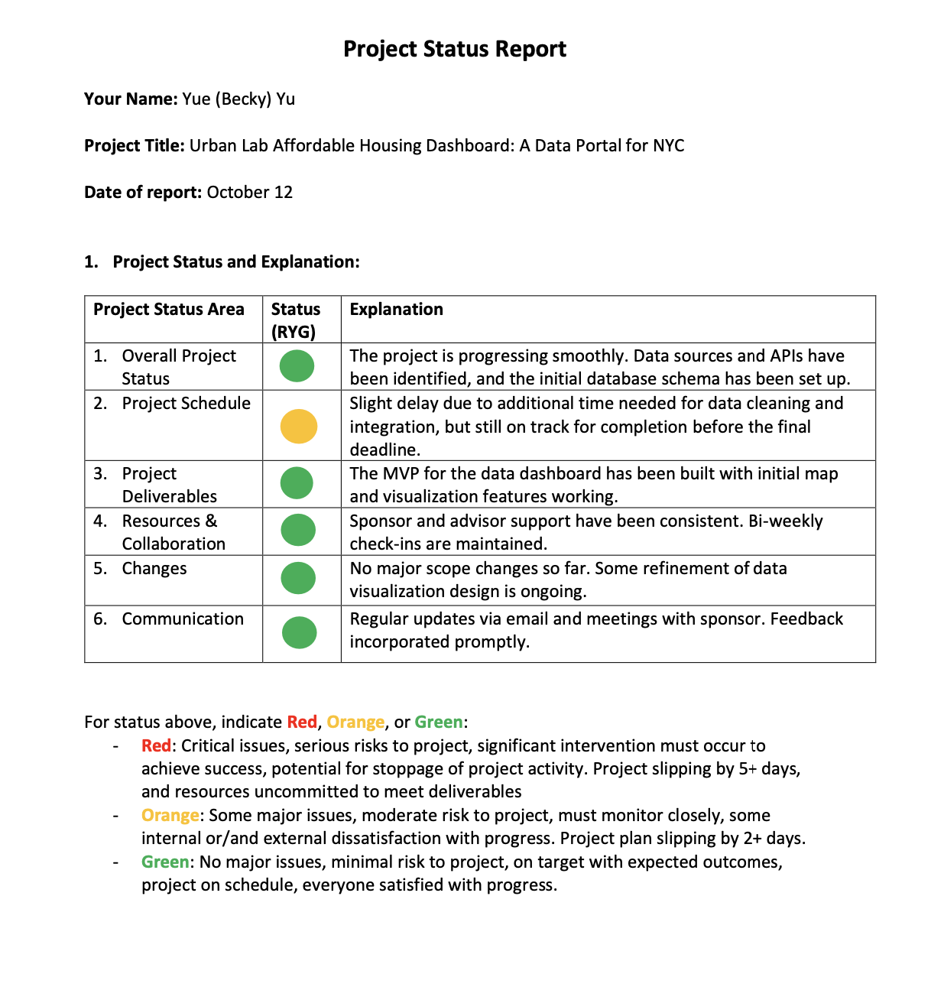 Project Status Report
Your Name: Yue (Becky) Yu
Project Title: Urban Lab Affordable Housing Dashboard: A Data Portal for NYC
Date of report: October 12
1. Project Status and Explanation:
Project Status Area
Status
(RYG)
Explanation
1. Overall Project
Status
The project is progressing smoothly. Data sources and APIs have
been identified, and the initial database schema has been set up.
2. Project Schedule
Slight delay due to additional time needed for data cleaning and
integration, but still on track for completion before the final
deadline.
3. Project
Deliverables
The MVP for the data dashboard has been built with initial map
and visualization features working.
4. Resources &
Collaboration
Sponsor and advisor support have been consistent. Bi-weekly
check-ins are maintained.
5. Changes
No major scope changes so far. Some refinement of data
visualization design is ongoing.
6. Communication
Regular updates via email and meetings with sponsor. Feedback
incorporated promptly.
For status above, indicate Red, Orange, or Green:
- Red: Critical issues, serious risks to project, significant intervention must occur to
achieve success, potential for stoppage of project activity. Project slipping by 5+ days,
and resources uncommitted to meet deliverables
- Orange: Some major issues, moderate risk to project, must monitor closely, some
internal or/and external dissatisfaction with progress. Project plan slipping by 2+ days.
- Green: No major issues, minimal risk to project, on target with expected outcomes,
project on schedule, everyone satisfied with progress.